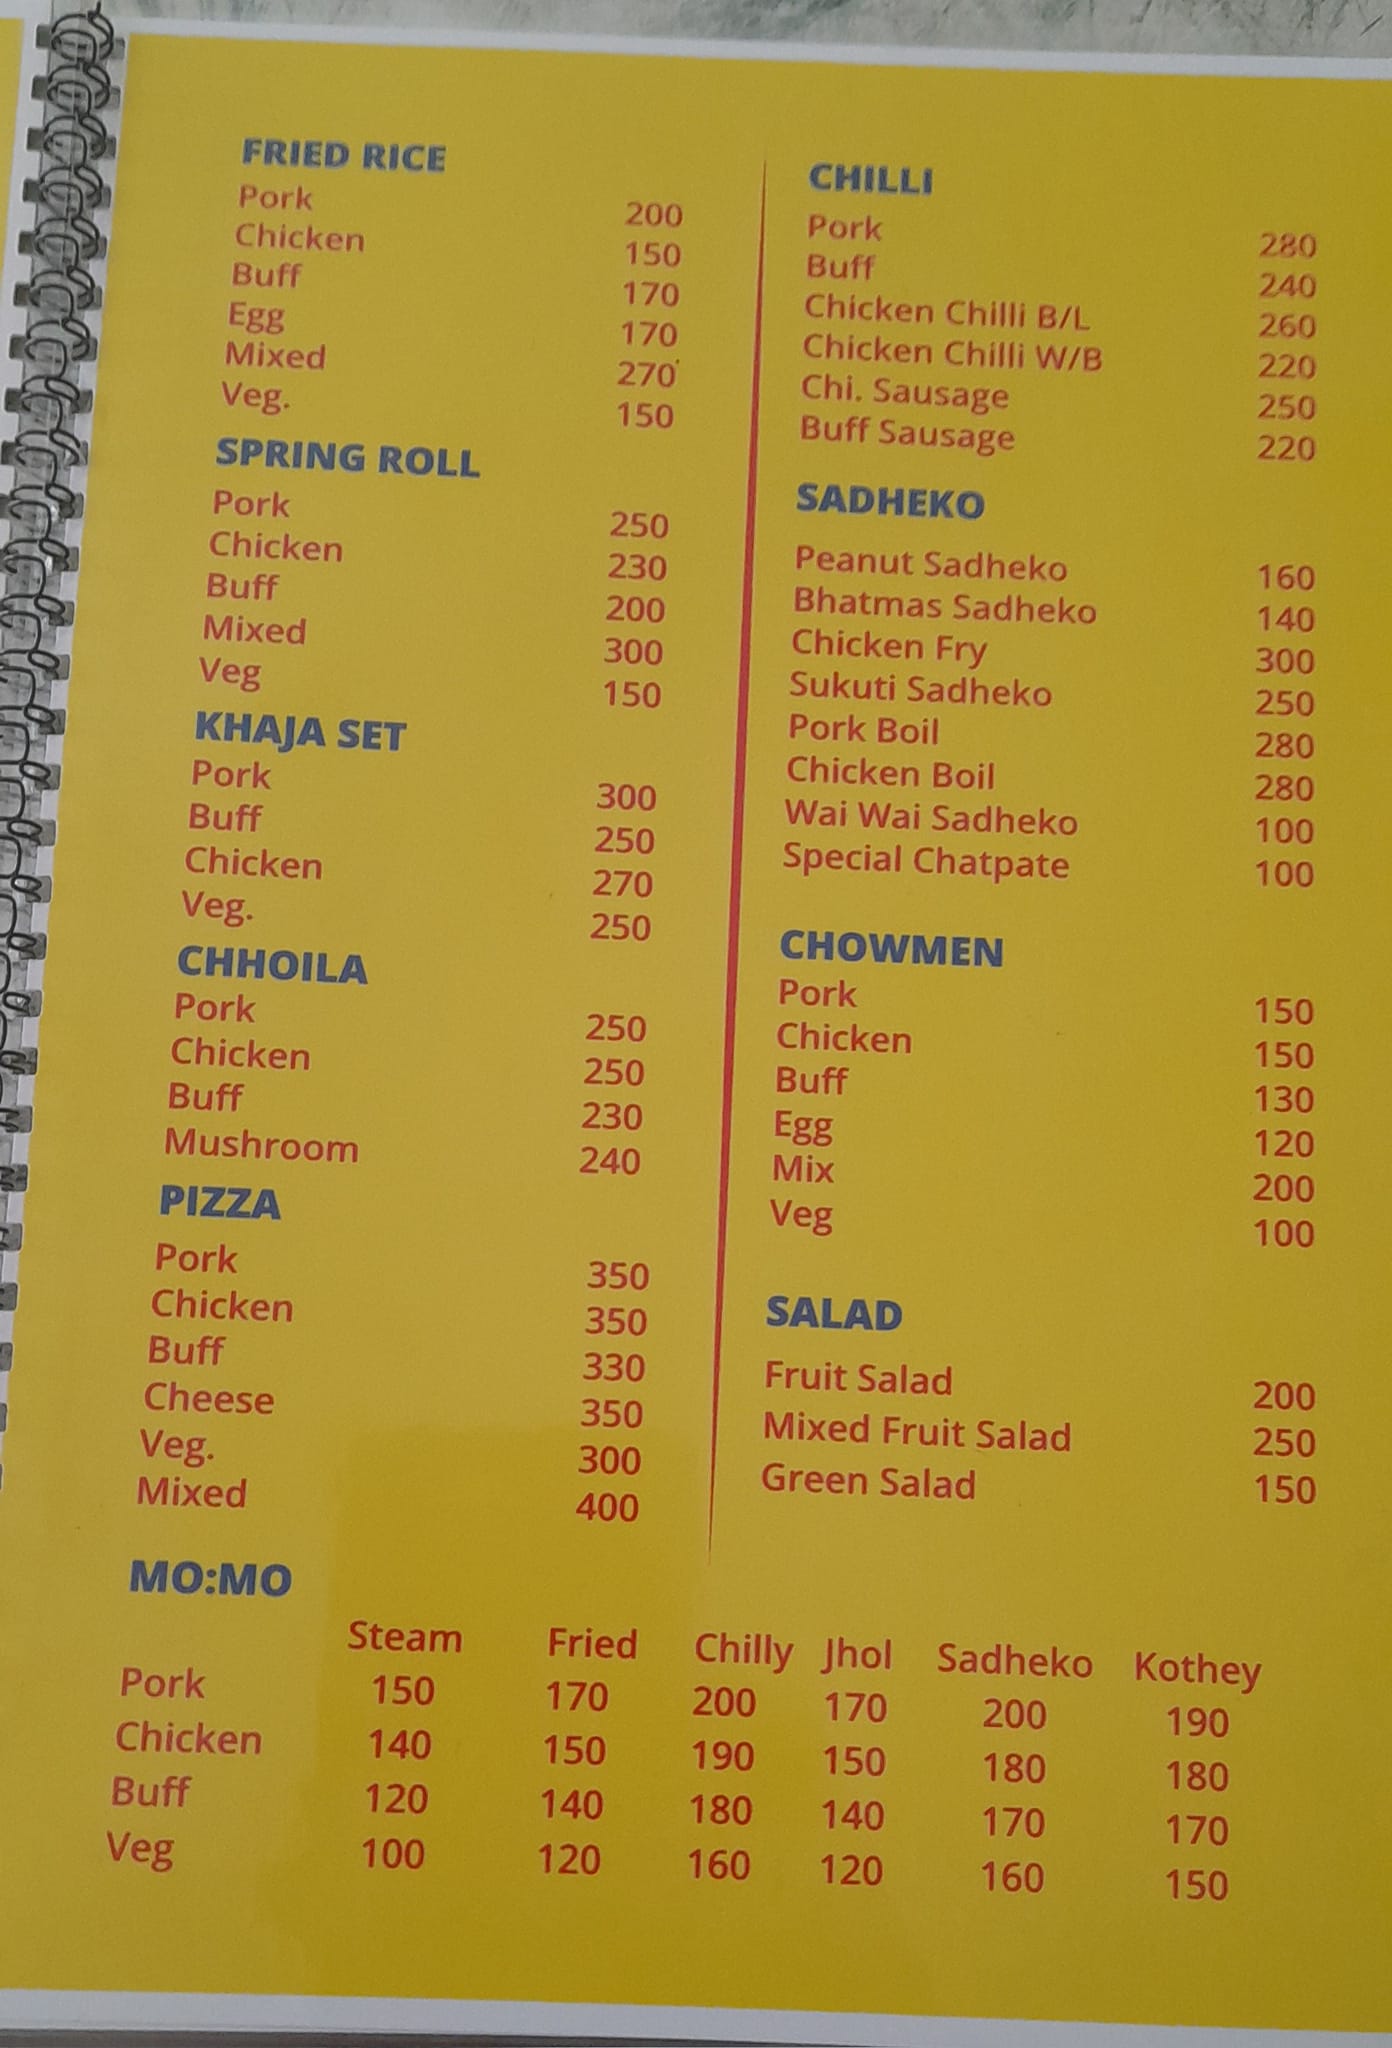 FRIED RICE
Pork 200
Chicken 150
Buff 170
Egg 170
Mixed 270
Veg. 150
SPRING ROLL
Pork 250
Chicken 230
Buff 200
Mixed 300
Veg 150
KHAJA SET
Pork 300
Buff 250
Chicken 270
Veg. 250
CHHOILA
Pork 250
Chicken 250
Buff 230
Mushroom 240
PIZZA
Pork 350
Chicken 350
Buff 330
Cheese 350
Veg. 300
Mixed 400
CHILLI
Pork 280
Buff 240
Chicken Chilli B/L 260
Chicken Chilli W/B 220
Chi. Sausage 250
Buff Sausage 220
SADHEKO
Peanut Sadheko 160
Bhatmas Sadheko 140
Chicken Fry 300
Sukuti Sadheko 250
Pork Boil 280
Chicken Boil 280
Wai Wai Sadheko 100
Special Chatpate 100
CHOWMEN
Pork 150
Chicken 150
Buff 130
Egg 120
Mix 200
Veg 100
SALAD
Fruit Salad 200
Mixed Fruit Salad 250
Green Salad 150
MO:MO
Steam Fried Chilly Jhol Sadheko Kothey
Pork 150 170 200 170 200 190
Chicken 140 150 190 150 180 180
Buff 120 140 180 140 170 170
Veg 100 120 160 120 160 150